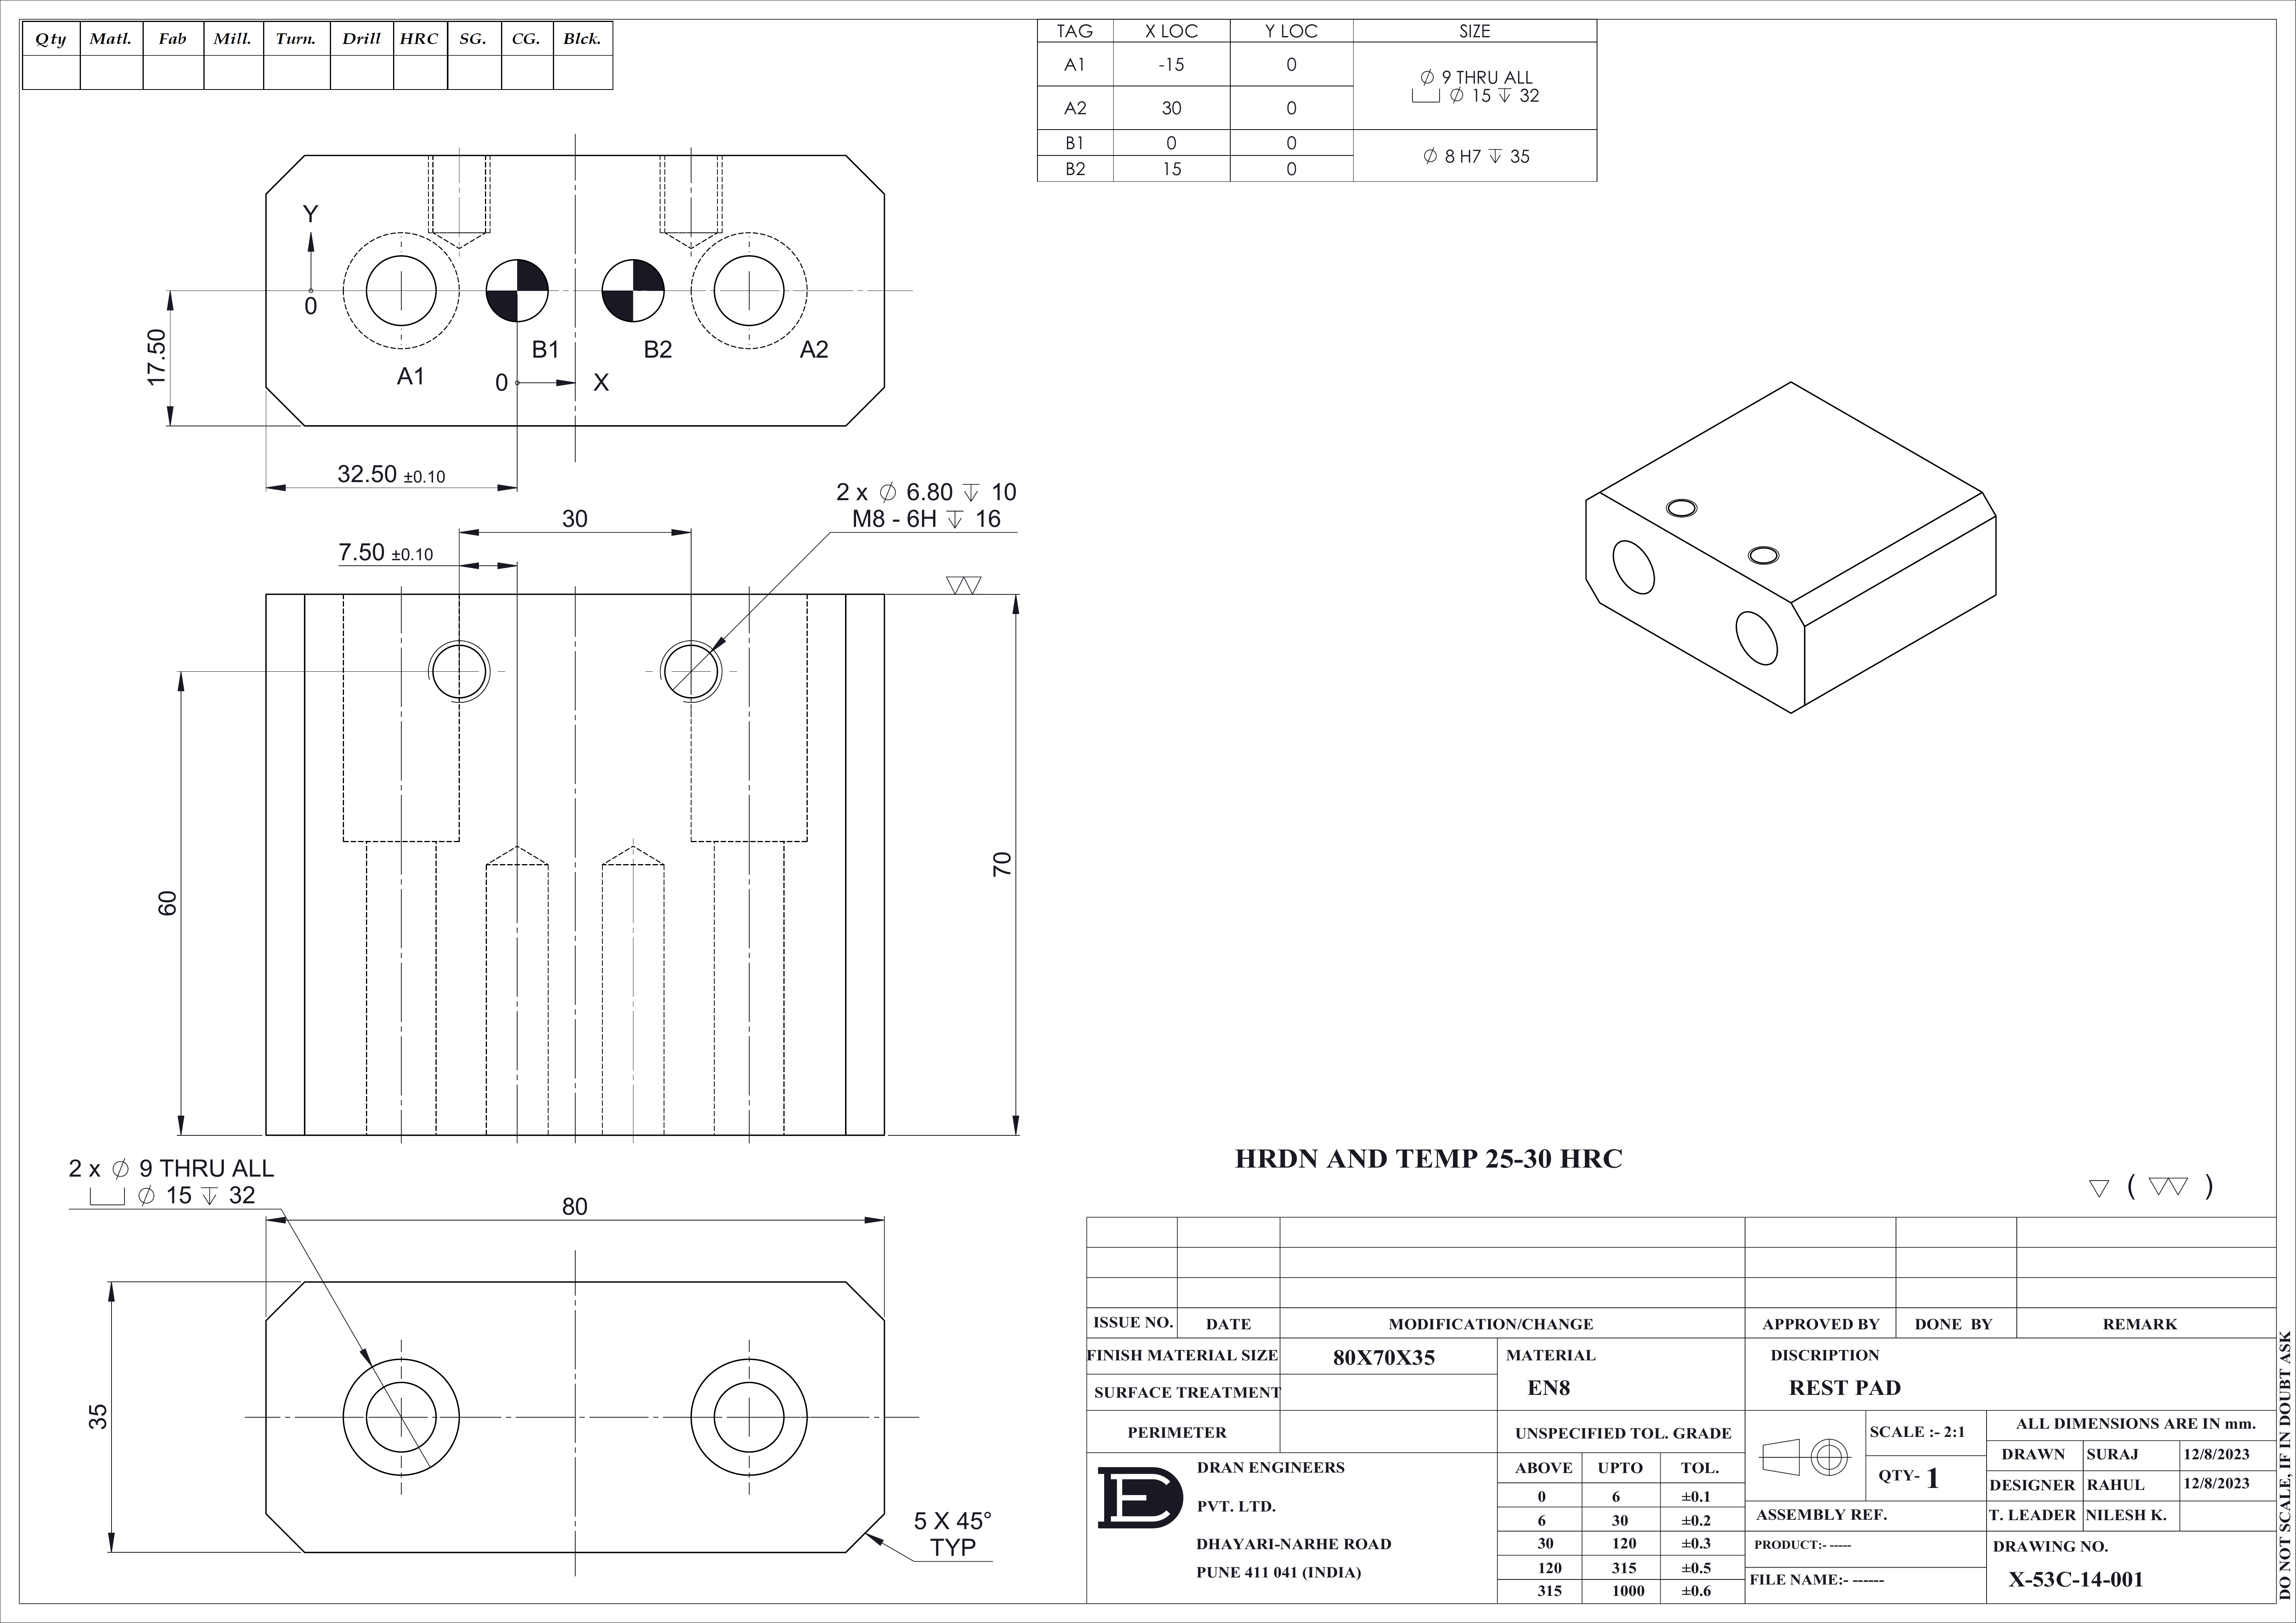 Qty Matl. Fab Mill. Turn. Drill HRC SG. CG. Blck.
TAG X LOC Y LOC SIZE
A1 -15 0
⌀ 9 THRU ALL
⌴ ⌀ 15 ↧ 32
A2 30 0
B1 0 0
⌀ 8 H7 ↧ 35
B2 15 0
Y
0
17.50
B1 B2 A2
A1
0 X
32.50 ±0.10
2 x ⌀ 6.80 ↧ 10
M8 - 6H ↧ 16
30
7.50 ±0.10
60
70
2 x ⌀ 9 THRU ALL
⌴ ⌀ 15 ↧ 32
80
35
5 X 45°
TYP
HRDN AND TEMP 25-30 HRC
( )
ISSUE NO. DATE MODIFICATION/CHANGE APPROVED BY DONE BY REMARK
FINISH MATERIAL SIZE 80X70X35
MATERIAL
EN8
DISCRIPTION
REST PAD
SURFACE TREATMENT
PERIMETER
UNSPECIFIED TOL. GRADE
ABOVE UPTO TOL.
0 6 ±0.1
6 30 ±0.2
30 120 ±0.3
120 315 ±0.5
315 1000 ±0.6
DE
DRAN ENGINEERS
PVT. LTD.
DHAYARI-NARHE ROAD
PUNE 411 041 (INDIA)
SCALE :- 2:1
QTY- 1
ALL DIMENSIONS ARE IN mm.
DRAWN SURAJ 12/8/2023
DESIGNER RAHUL 12/8/2023
T. LEADER NILESH K.
ASSEMBLY REF.
PRODUCT:- -----
FILE NAME:- ------
DRAWING NO.
X-53C-14-001
DO NOT SCALE, IF IN DOUBT ASK